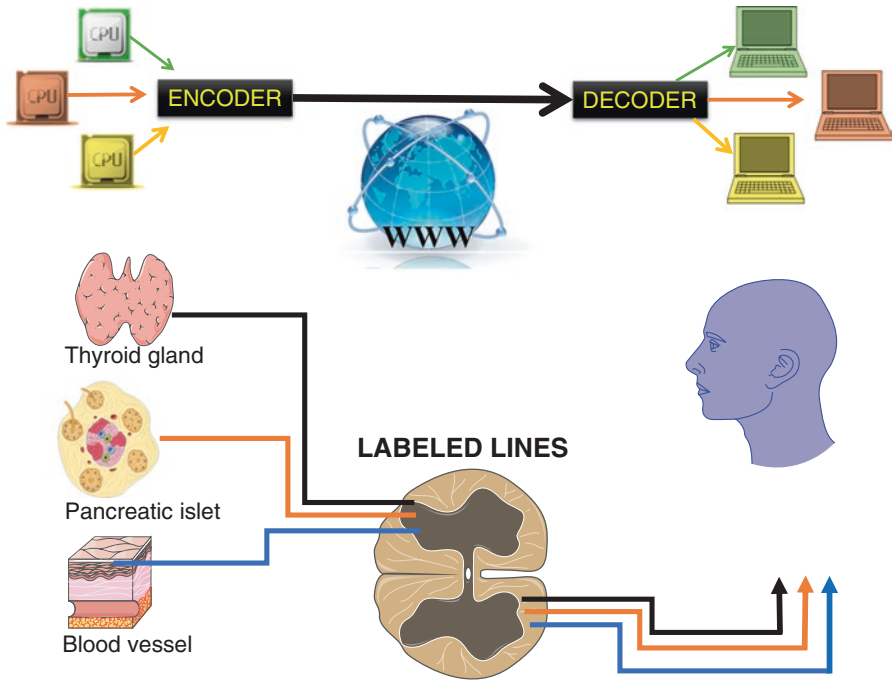 CPU
CPU
CPU
ENCODER
DECODER
WWW
Thyroid gland
Pancreatic islet
LABELED LINES
Blood vessel